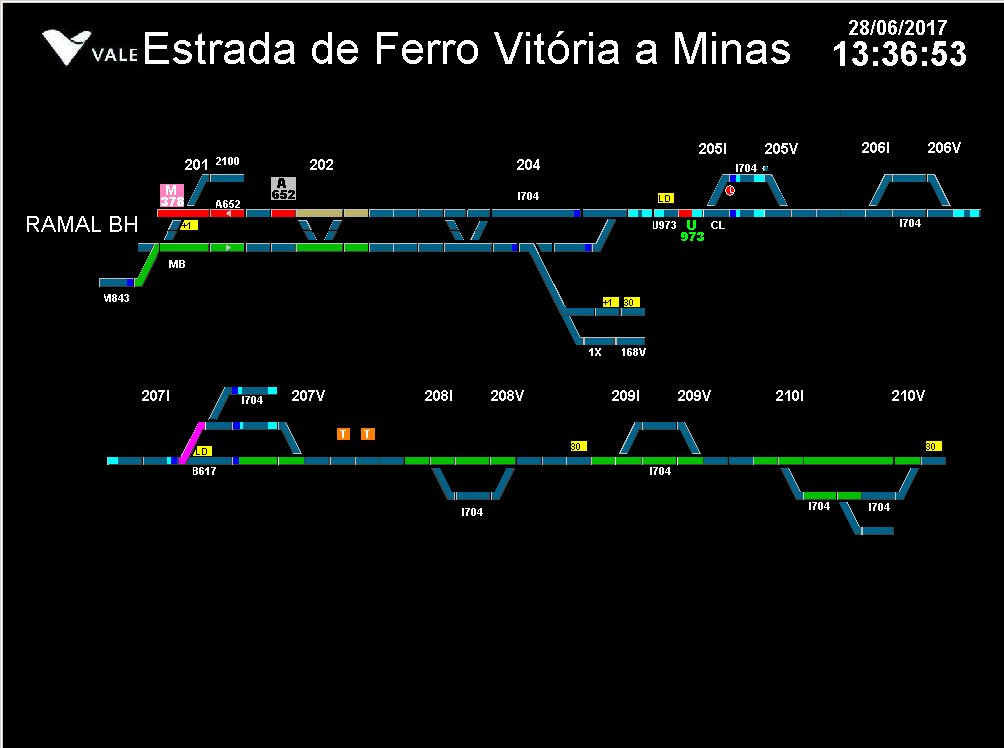 VALE Estrada de Ferro Vitória a Minas
28/06/2017
13:36:53
201 2100 202 204 205I 205V 206I 206V
I704
M
378
A
652
I704
LD
L
A652
RAMAL BH
+1
U973
U
973
CL
I704
MB
M843
+1 30
1X 168V
207I 207V 208I 208V 209I 209V 210I 210V
I704
T T
LD
30
30
B617
I704
I704
I704 I704